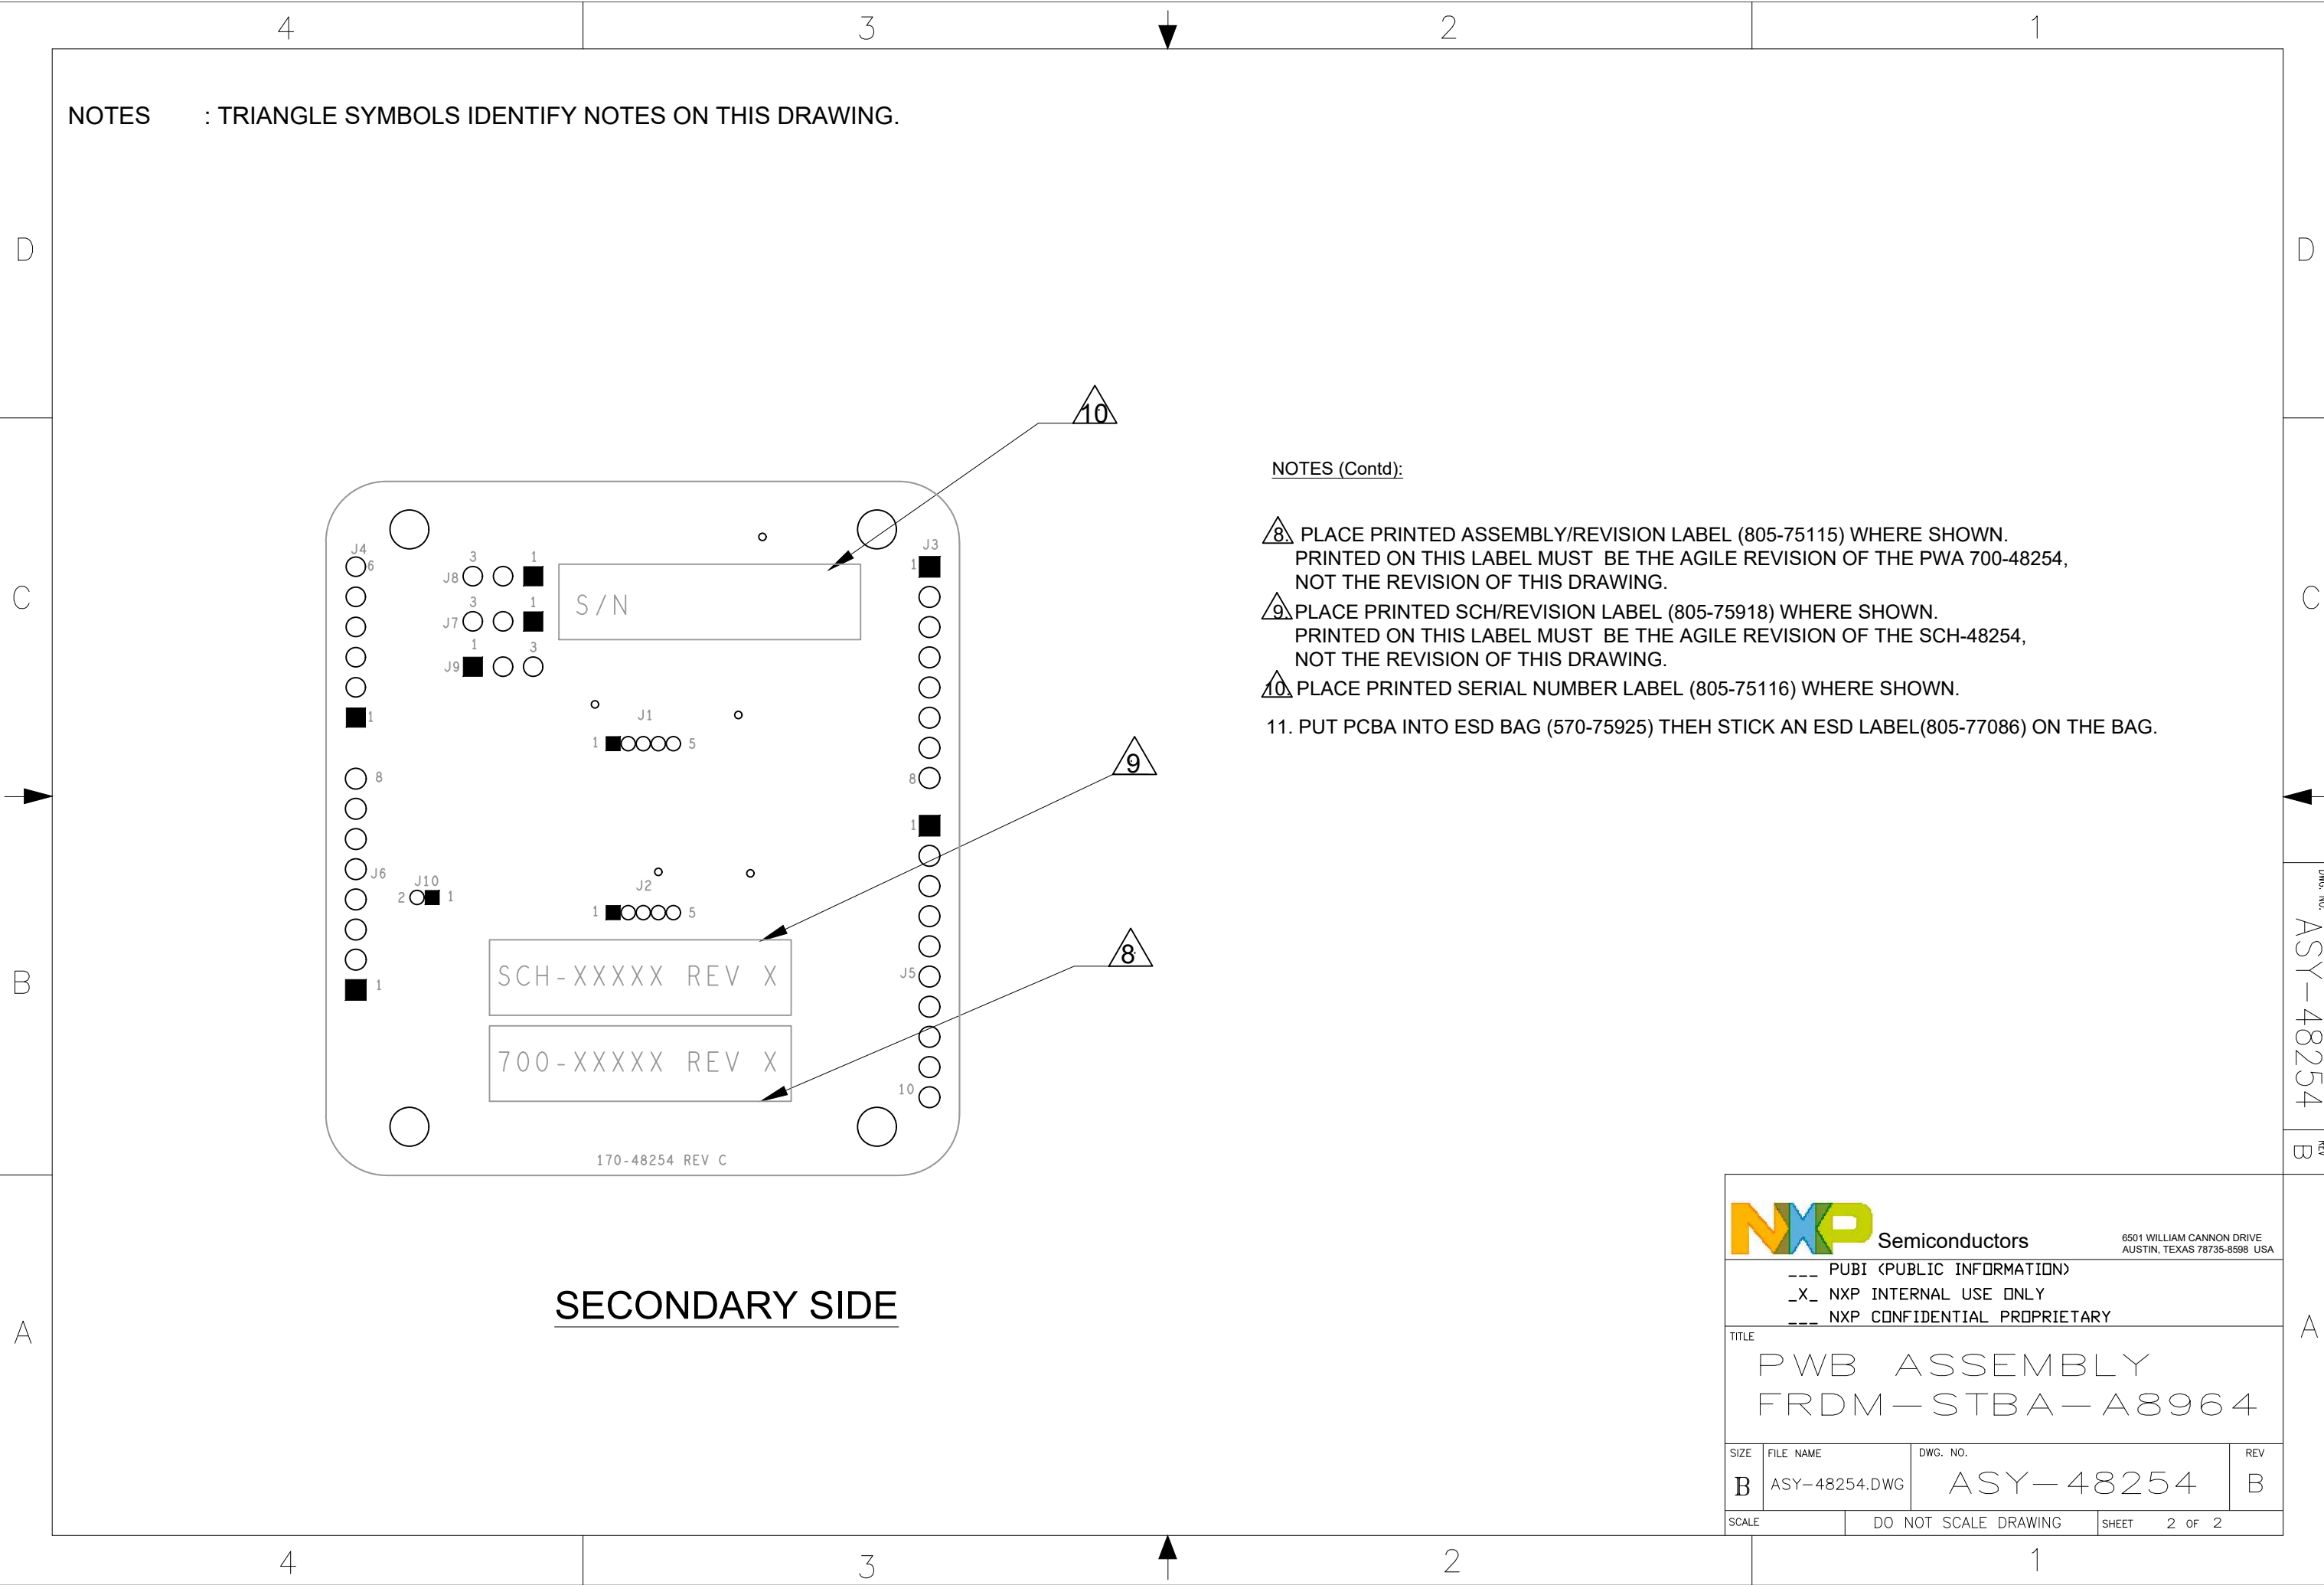 4 3 2 1
NOTES : TRIANGLE SYMBOLS IDENTIFY NOTES ON THIS DRAWING.
D D
10
NOTES (Contd):
8. PLACE PRINTED ASSEMBLY/REVISION LABEL (805-75115) WHERE SHOWN.
PRINTED ON THIS LABEL MUST BE THE AGILE REVISION OF THE PWA 700-48254,
NOT THE REVISION OF THIS DRAWING.
9. PLACE PRINTED SCH/REVISION LABEL (805-75918) WHERE SHOWN.
PRINTED ON THIS LABEL MUST BE THE AGILE REVISION OF THE SCH-48254,
NOT THE REVISION OF THIS DRAWING.
10. PLACE PRINTED SERIAL NUMBER LABEL (805-75116) WHERE SHOWN.
11. PUT PCBA INTO ESD BAG (570-75925) THEH STICK AN ESD LABEL(805-77086) ON THE BAG.
C C
J4
6
1
3 1
J8
3 1
J7
1 3
J9
S/N
J3
1
8
J1
1 5
9
8
J6
1
J10
2 1
J2
1 5
1
J5
10
SCH-XXXXX REV X
8
700-XXXXX REV X
170-48254 REV C
B
DWG. NO. ASY-48254
REV B
SECONDARY SIDE
A A
NXP Semiconductors
6501 WILLIAM CANNON DRIVE
AUSTIN, TEXAS 78735-8598 USA
___ PUBI (PUBLIC INFORMATION)
_X_ NXP INTERNAL USE ONLY
___ NXP CONFIDENTIAL PROPRIETARY
TITLE
PWB ASSEMBLY
FRDM-STBA-A8964
SIZE FILE NAME DWG. NO. REV
B ASY-48254.DWG ASY-48254 B
SCALE DO NOT SCALE DRAWING SHEET 2 OF 2
4 3 2 1